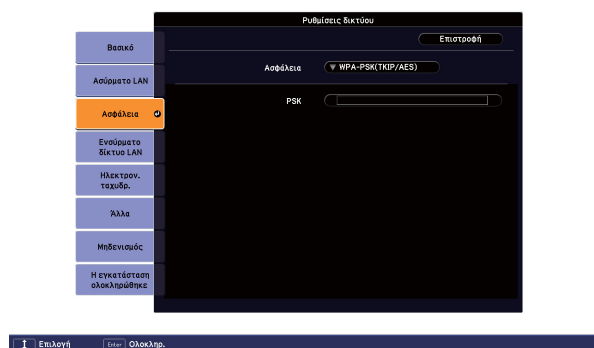 Ρυθμίσεις δικτύου
Επιστροφή
Βασικό
Ασύρματο LAN
Ασφάλεια
Ενσύρματο
δίκτυο LAN
Ηλεκτρον.
ταχυδρ.
Άλλα
Μηδενισμός
Η εγκατάσταση
ολοκληρώθηκε
Ασφάλεια
WPA-PSK(TKIP/AES)
PSK
Επιλογή
Enter Ολοκληρ.